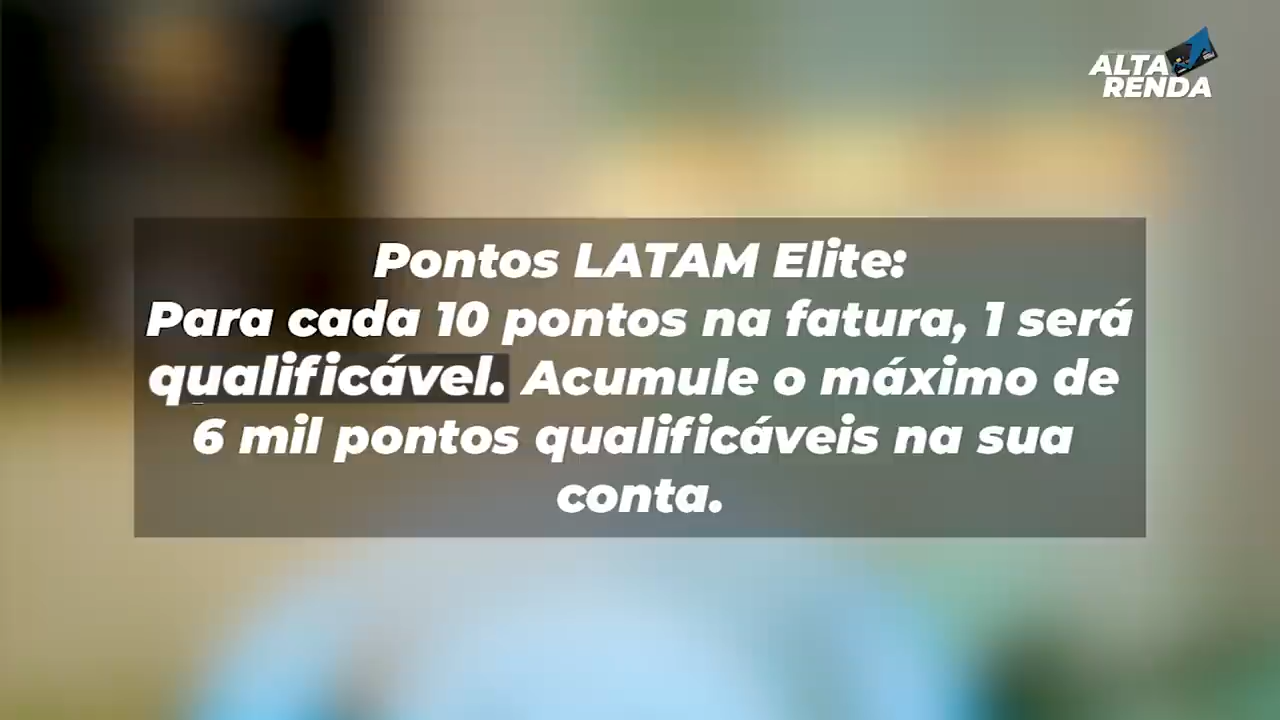 ALTA
RENDA
Pontos LATAM Elite:
Para cada 10 pontos na fatura, 1 será
qualificável. Acumule o máximo de
6 mil pontos qualificáveis na sua
conta.